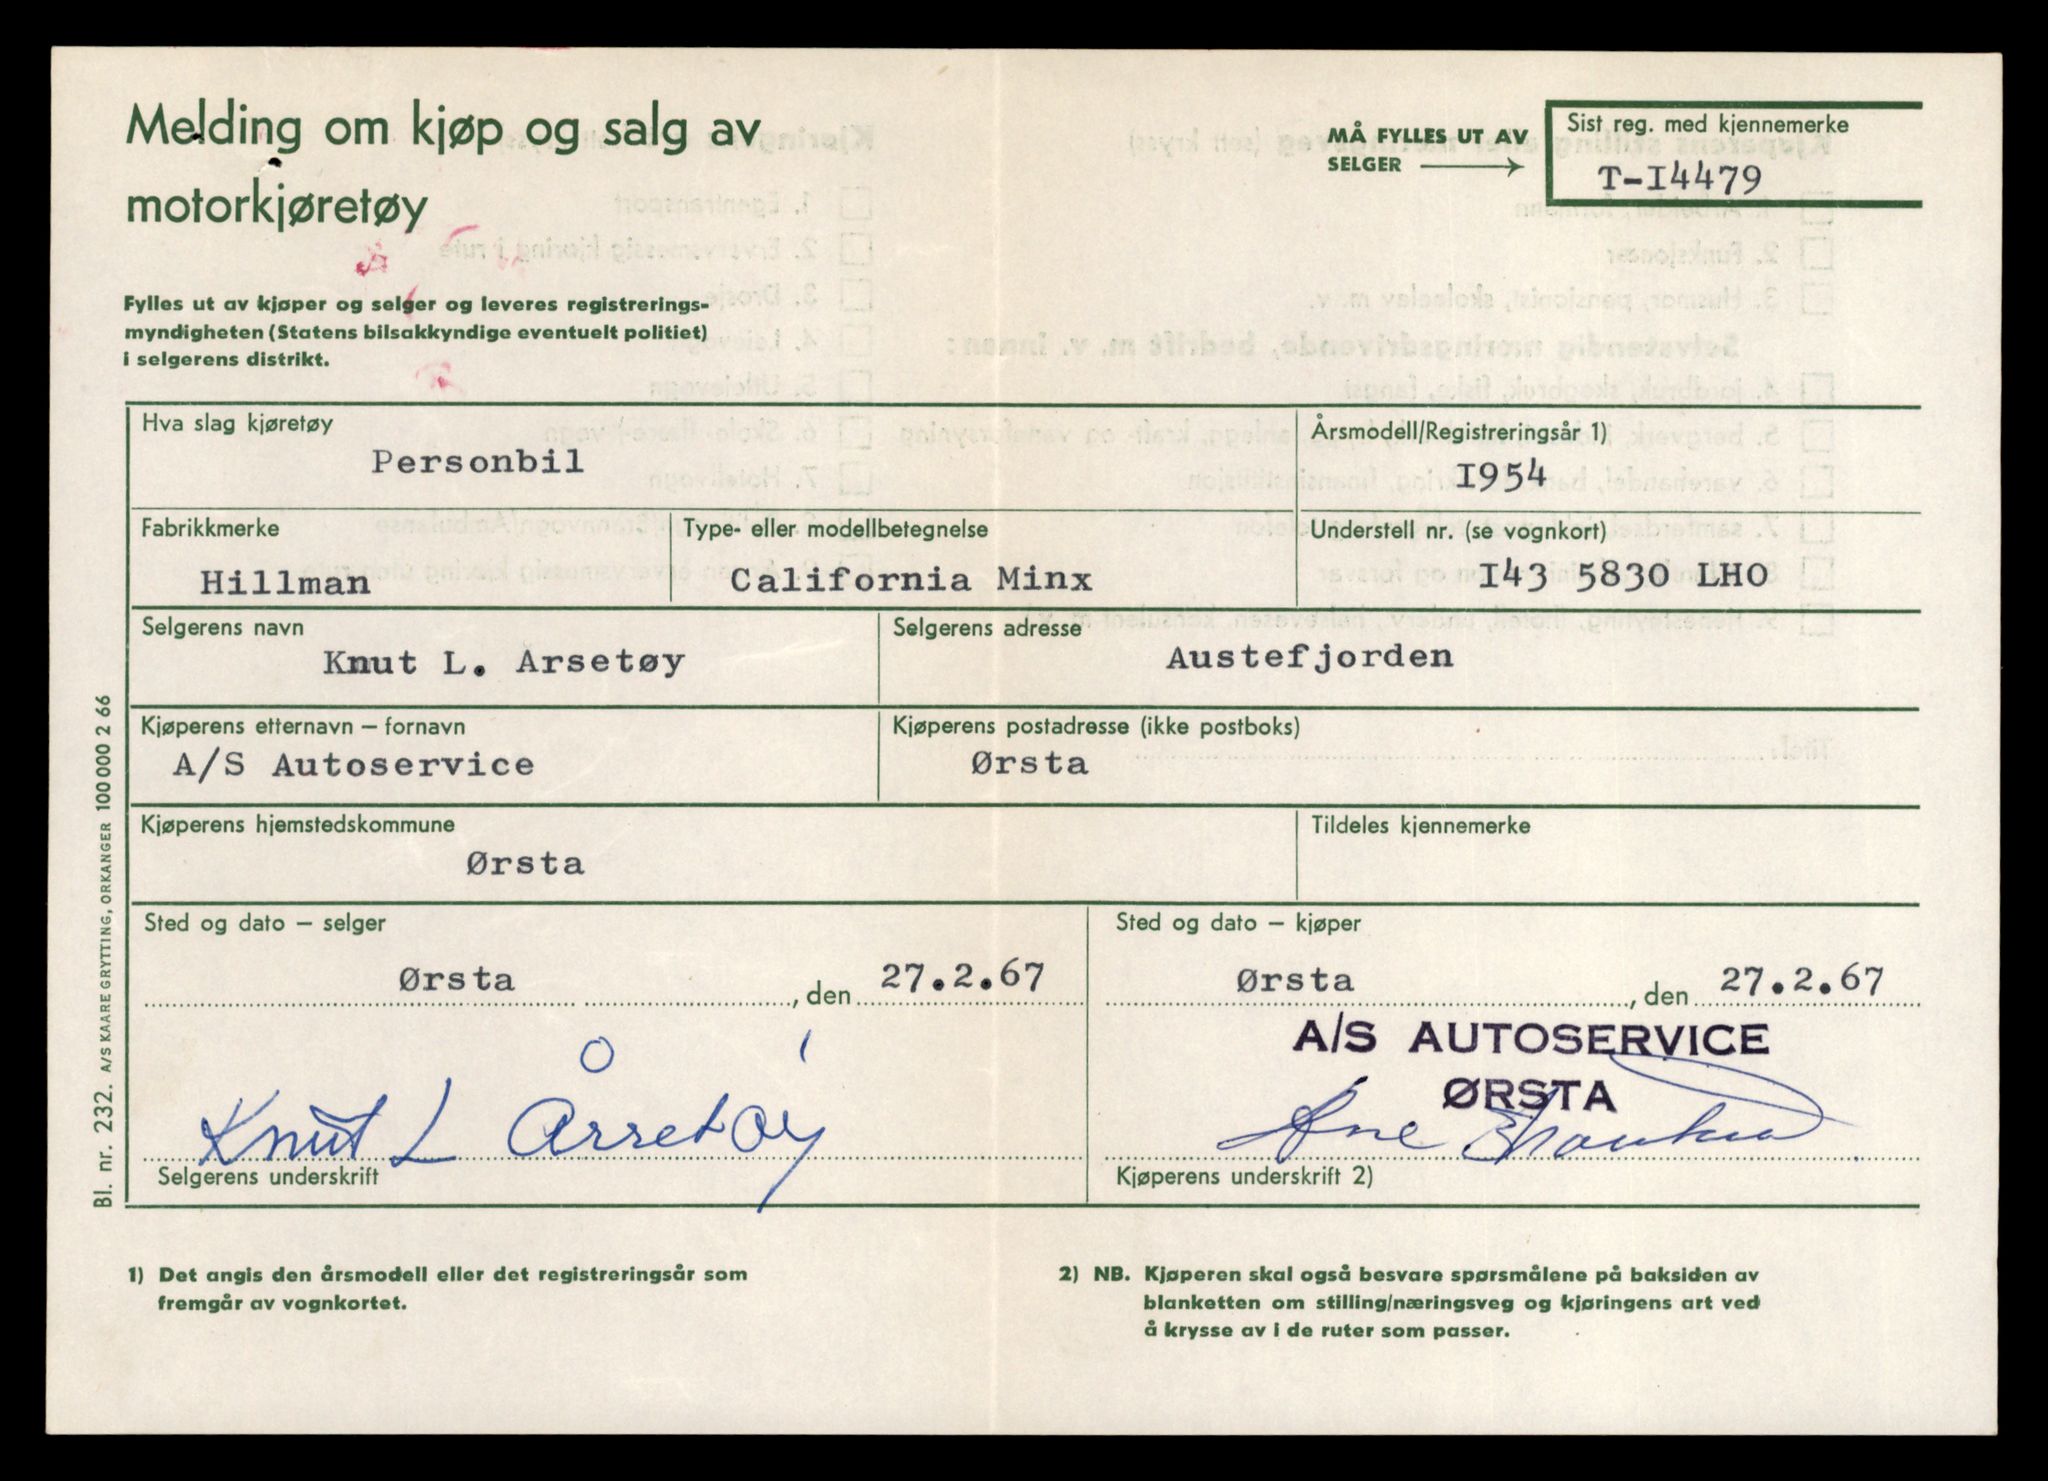 Melding om kjøp og salg av
motorkjøretøy
MÅ FYLLES UT AV
SELGER
Sist reg. med kjennemerke
T-I4479
Fylles ut av kjøper og selger og leveres registrerings-
myndigheten (Statens bilsakkyndige eventuelt politiet)
i selgerens distrikt.
Hva slag kjøretøy
Personbil
Årsmodell/Registreringsår 1)
I954
Fabrikkmerke
Hillman
Type- eller modellbetegnelse
California Minx
Understell nr. (se vognkort)
I43 5830 LHO
Selgerens navn
Knut L. Arsetøy
Selgerens adresse
Austefjorden
Kjøperens etternavn – fornavn
A/S Autoservice
Kjøperens postadresse (ikke postboks)
Ørsta
Kjøperens hjemstedskommune
Ørsta
Tildeles kjennemerke
Sted og dato – selger
Ørsta, den 27.2.67
Knut L Årsetøy
Selgerens underskrift
Sted og dato – kjøper
Ørsta, den 27.2.67
A/S AUTOSERVICE
ØRSTA
Kjøperens underskrift 2)
1) Det angis den årsmodell eller det registreringsår som
fremgår av vognkortet.
2) NB. Kjøperen skal også besvare spørsmålene på baksiden av
blanketten om stilling/næringsveg og kjøringens art ved
å krysse av i de ruter som passer.
Bl. nr. 232. A/S KAARE GRYTTING, ORKANGER 100 000 2 66